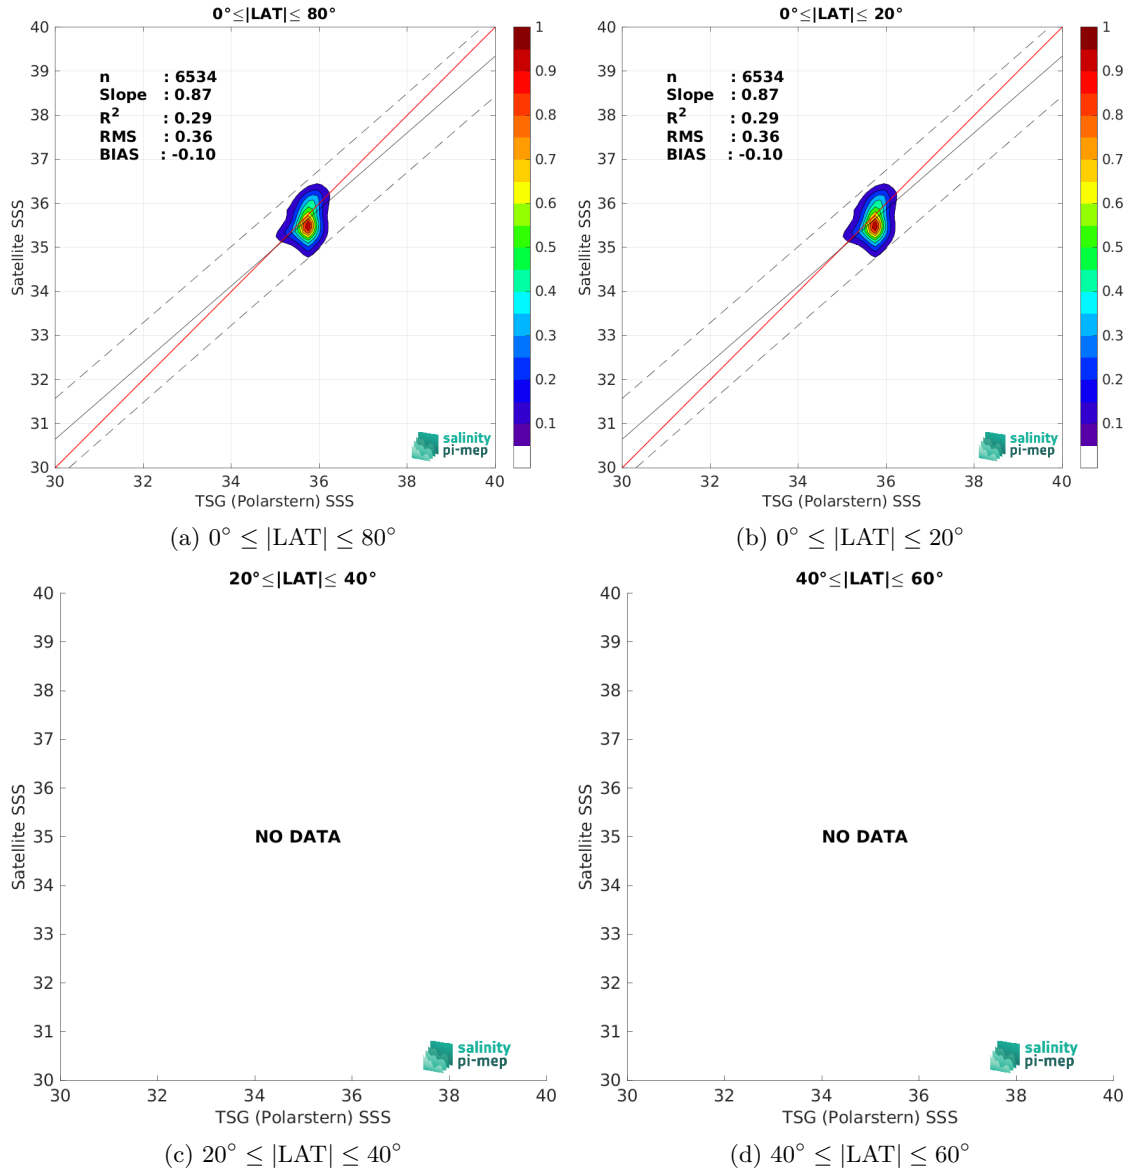 0°≤|LAT|≤ 80°
40
39
38
37
36
35
34
33
32
31
30
Satellite SSS
n : 6534
Slope : 0.87
R² : 0.29
RMS : 0.36
BIAS : -0.10
salinity
pi-mep
30 32 34 36 38 40
TSG (Polarstern) SSS
1
0.9
0.8
0.7
0.6
0.5
0.4
0.3
0.2
0.1
(a) 0° ≤ |LAT| ≤ 80°
0°≤|LAT|≤ 20°
40
39
38
37
36
35
34
33
32
31
30
Satellite SSS
n : 6534
Slope : 0.87
R² : 0.29
RMS : 0.36
BIAS : -0.10
salinity
pi-mep
30 32 34 36 38 40
TSG (Polarstern) SSS
1
0.9
0.8
0.7
0.6
0.5
0.4
0.3
0.2
0.1
(b) 0° ≤ |LAT| ≤ 20°
20°≤|LAT|≤ 40°
40
39
38
37
36
35
34
33
32
31
30
Satellite SSS
NO DATA
salinity
pi-mep
30 32 34 36 38 40
TSG (Polarstern) SSS
(c) 20° ≤ |LAT| ≤ 40°
40°≤|LAT|≤ 60°
40
39
38
37
36
35
34
33
32
31
30
Satellite SSS
NO DATA
salinity
pi-mep
30 32 34 36 38 40
TSG (Polarstern) SSS
(d) 40° ≤ |LAT| ≤ 60°